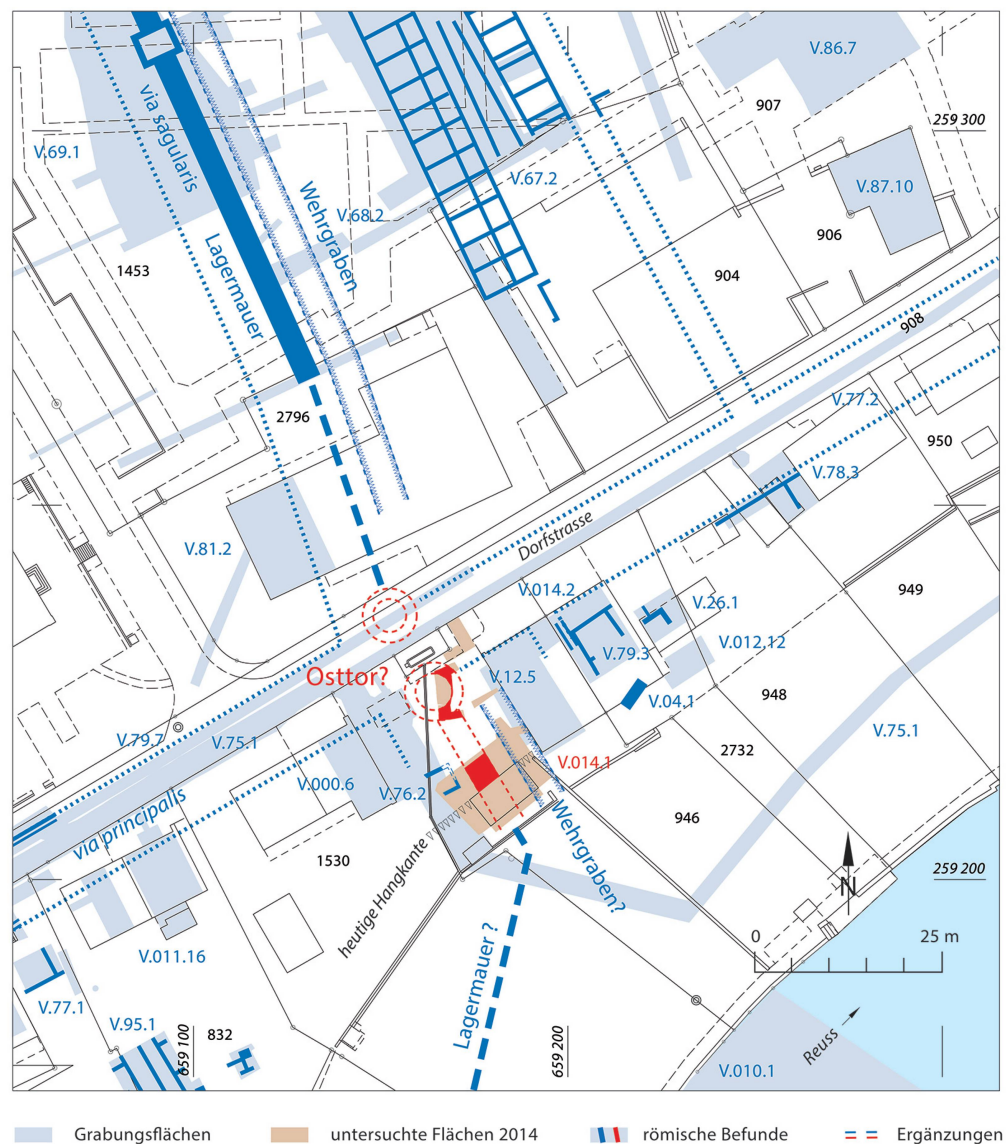 V.86.7
907
259 300
V.69.1
via sagularis
V.67.2
V.87.10
Wehrgraben
V.68.2
906
1453
Lagermauer
904
908
2796
V.77.2
950
V.78.3
V.81.2
Dorfstrasse
V.014.2
V.26.1
949
V.012.12
Osttor?
V.79.3
V.12.5
948
V.04.1
V.79.7
V.75.1
2732
V.75.1
V.014.1
V.000.6
V.76.2
via principalls
946
Wehrgraben?
1530
heutige Hangkante
259 200
N
0
25 m
V.011.16
Lagermauer ?
V.77.1
V.95.1
832
659 100
659 200
Reuss
V.010.1
Grabungsflächen
untersuchte Flächen 2014
römische Befunde
Ergänzungen